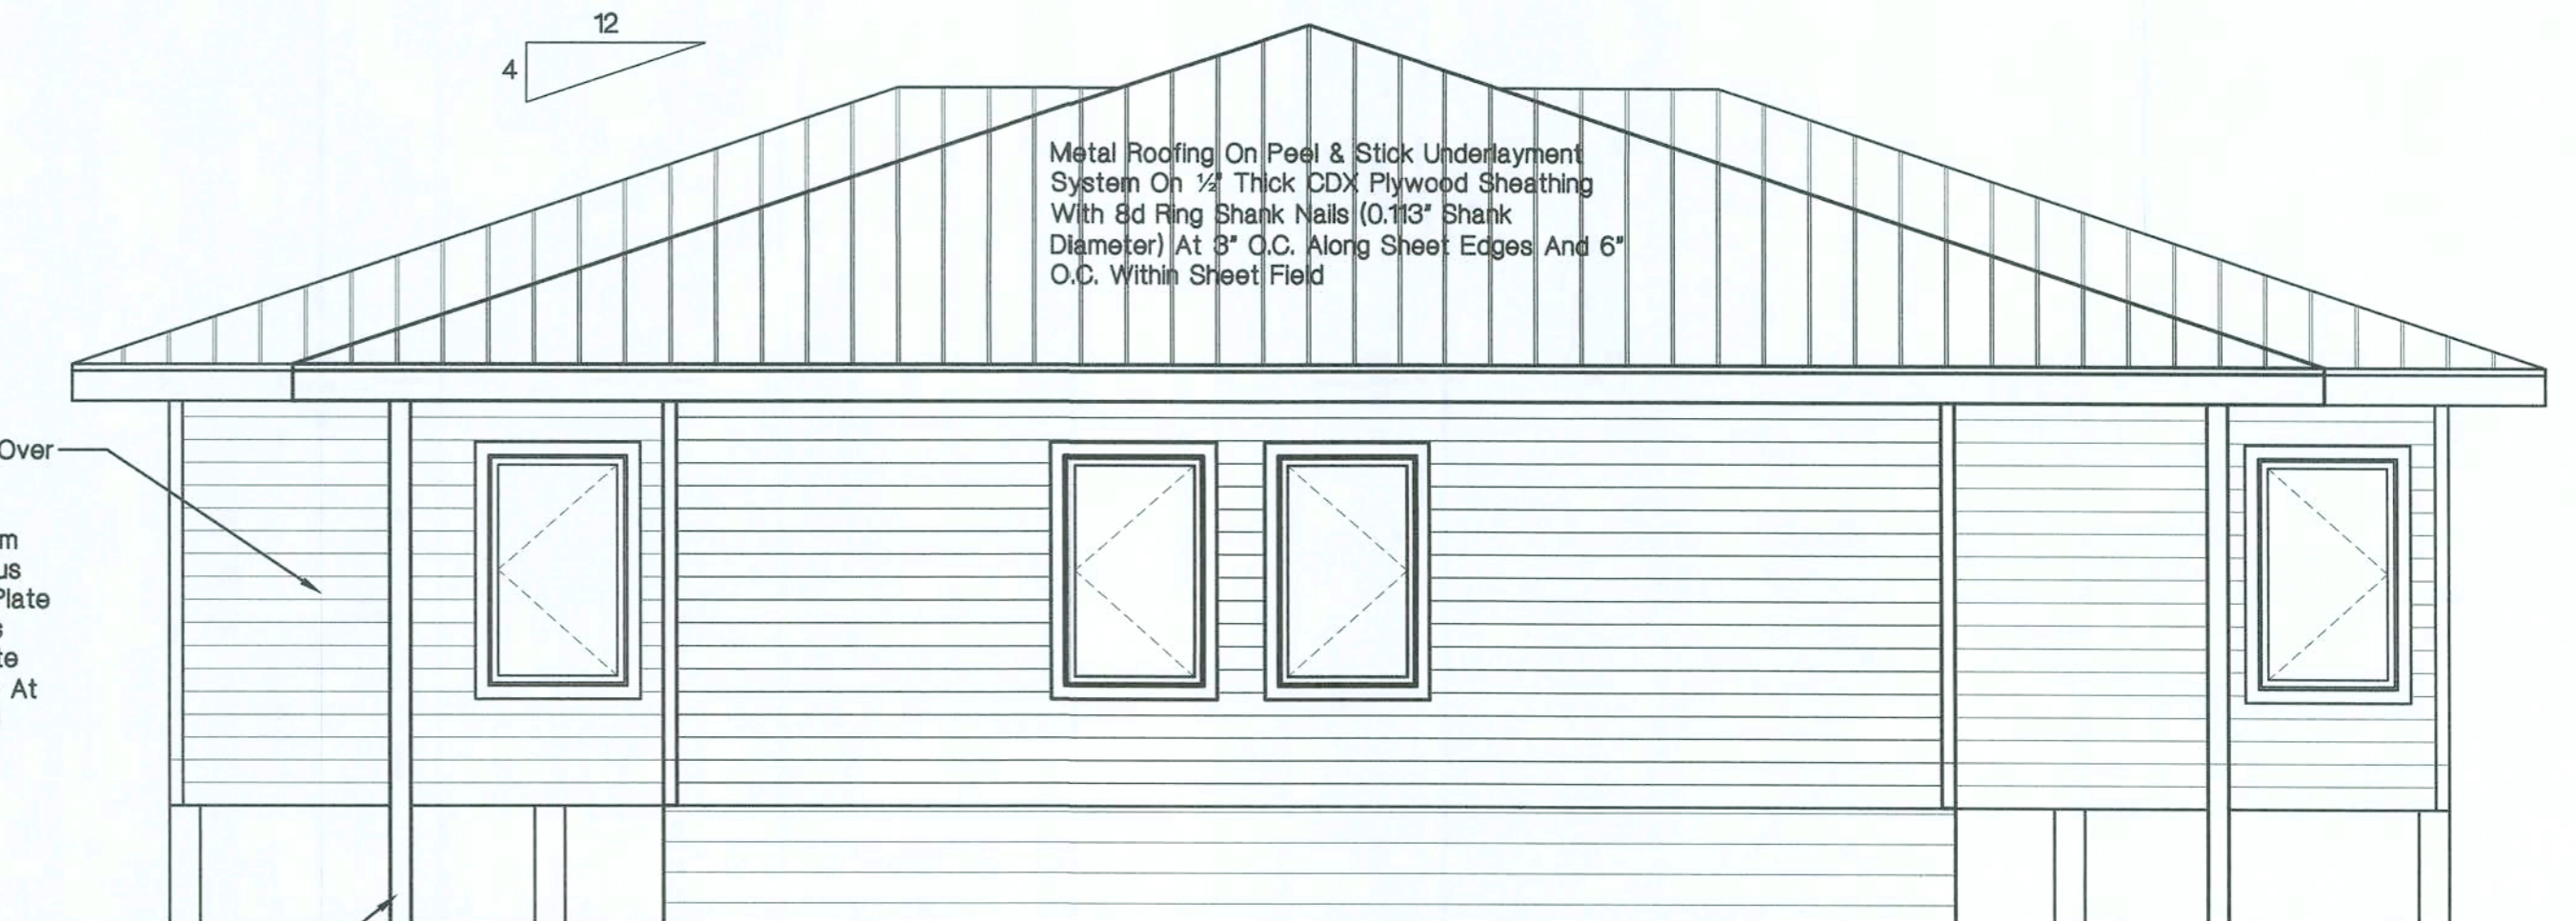 12
4
Metal Roofing On Peel & Stick Underlayment
System On ½" Thick CDX Plywood Sheathing
With 8d Ring Shank Nails (0.113" Shank
Diameter) At 3" O.C. Along Sheet Edges And 6"
O.C. Within Sheet Field
Over
m
us
Plate
te
At